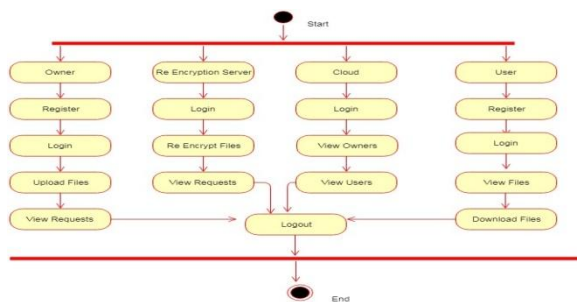 Start
Owner
Re Encryption Server
Cloud
User
Register
Login
Login
Register
Login
Re Encrypt Files
View Owners
Login
Upload Files
View Requests
View Users
View Files
View Requests
Logout
Download Files
End